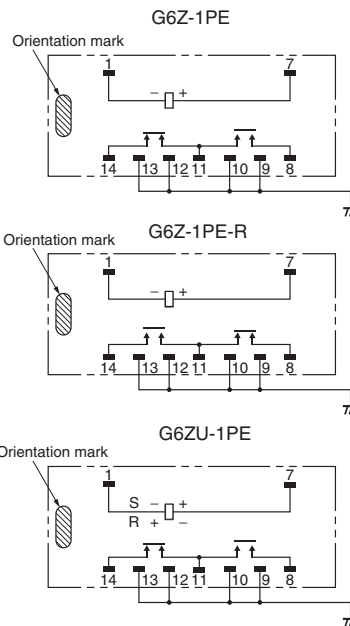 G6Z-1PE
Orientation mark
1 7
− +
14 13 12 11 10 9 8
G6Z-1PE-R
Orientation mark
1 7
− +
14 13 12 11 10 9 8
G6ZU-1PE
Orientation mark
1 7
S − +
R + −
14 13 12 11 10 9 8